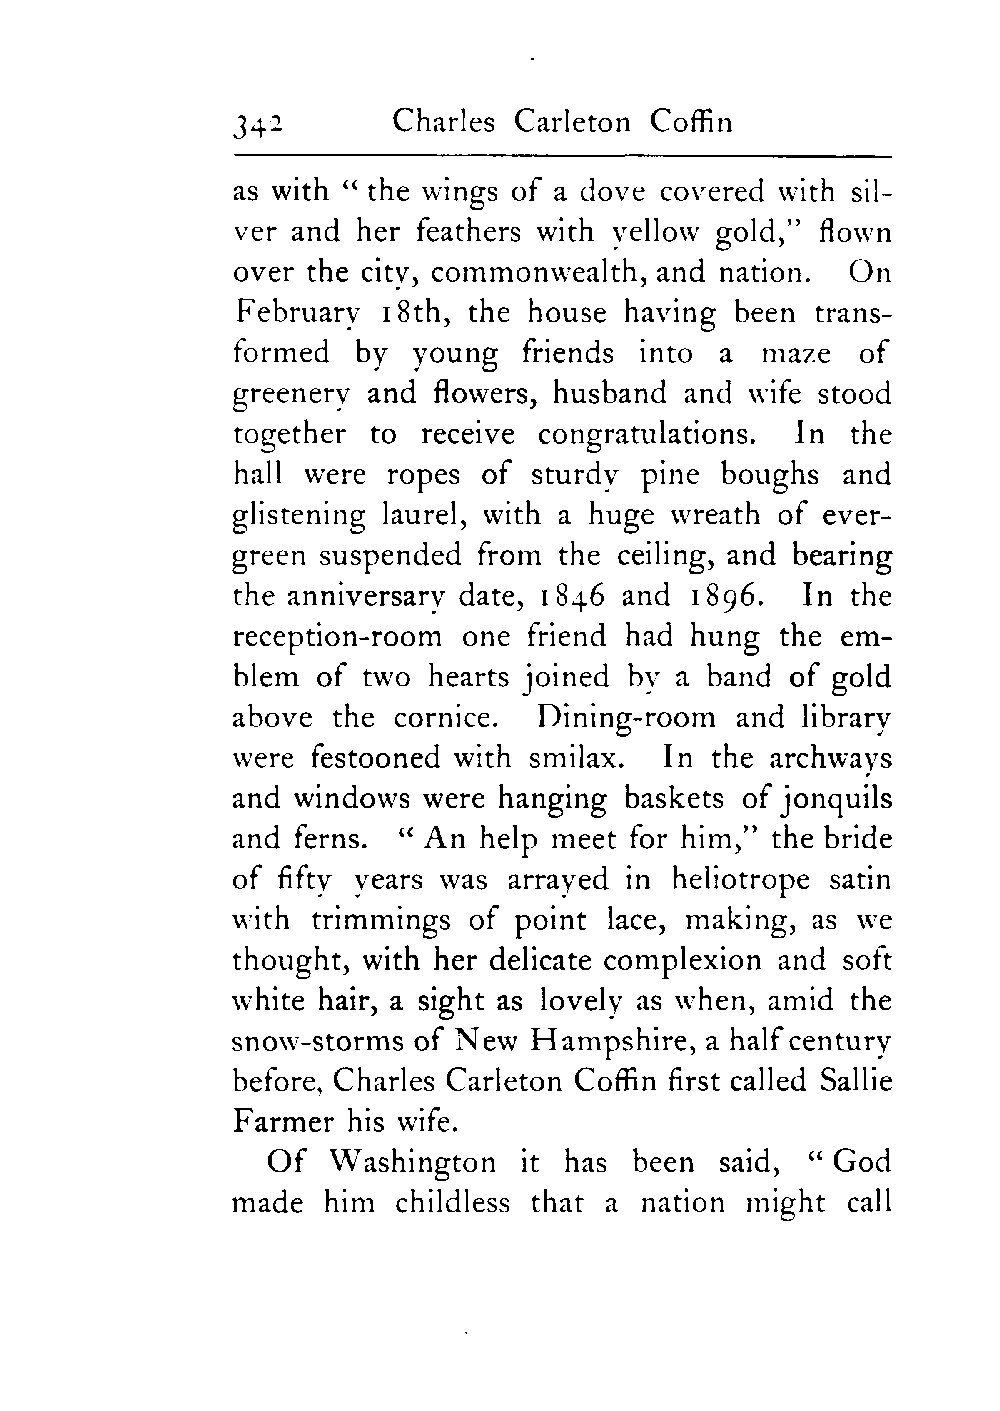 342 Charles Carleton Coffin
as with “ the wings of a dove covered with sil-
ver and her feathers with yellow gold,” flown
over the city, commonwealth, and nation. On
February 18th, the house having been trans-
formed by young friends into a maze of
greenery and flowers, husband and wife stood
together to receive congratulations. In the
hall were ropes of sturdy pine boughs and
glistening laurel, with a huge wreath of ever-
green suspended from the ceiling, and bearing
the anniversary date, 1846 and 1896. In the
reception-room one friend had hung the em-
blem of two hearts joined by a band of gold
above the cornice. Dining-room and library
were festooned with smilax. In the archways
and windows were hanging baskets of jonquils
and ferns. “ An help meet for him,” the bride
of fifty years was arrayed in heliotrope satin
with trimmings of point lace, making, as we
thought, with her delicate complexion and soft
white hair, a sight as lovely as when, amid the
snow-storms of New Hampshire, a half century
before, Charles Carleton Coffin first called Sallie
Farmer his wife.
Of Washington it has been said, “ God
made him childless that a nation might call